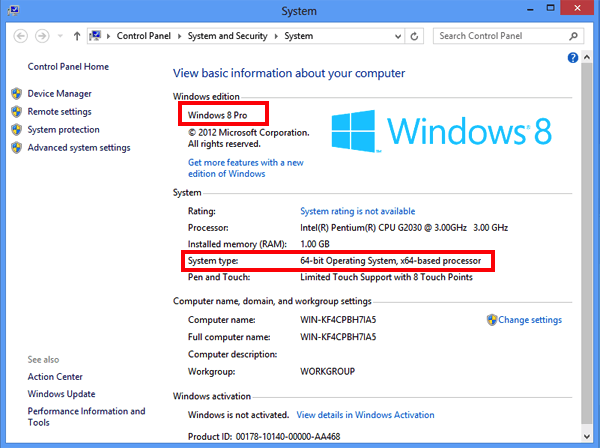 System
Control Panel ▸ System and Security ▸ System
Search Control Panel
Control Panel Home
Device Manager
Remote settings
System protection
Advanced system settings
See also
Action Center
Windows Update
Performance Information and
Tools
View basic information about your computer
Windows edition
Windows 8 Pro
© 2012 Microsoft Corporation.
All rights reserved.
Get more features with a new
edition of Windows
Windows 8
System
Rating: System rating is not available
Processor: Intel(R) Pentium(R) CPU G2030 @ 3.00GHz 3.00 GHz
Installed memory (RAM): 1.00 GB
System type: 64-bit Operating System, x64-based processor
Pen and Touch: Limited Touch Support with 8 Touch Points
Computer name, domain, and workgroup settings
Computer name: WIN-KF4CPBH7IA5
Change settings
Full computer name: WIN-KF4CPBH7IA5
Computer description:
Workgroup: WORKGROUP
Windows activation
Windows is not activated. View details in Windows Activation
Product ID: 00178-10140-00000-AA468